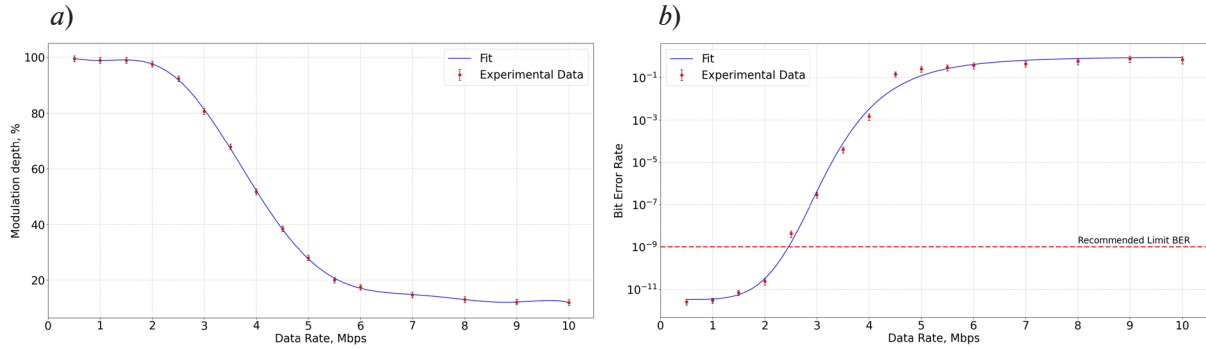 a)
Modulation depth, %
100
80
60
40
20
Fit
Experimental Data
0 1 2 3 4 5 6 7 8 9 10
Data Rate, Mbps
b)
Bit Error Rate
10⁻¹
10⁻³
10⁻⁵
10⁻⁷
10⁻⁹
10⁻¹¹
Fit
Experimental Data
Recommended Limit BER
0 1 2 3 4 5 6 7 8 9 10
Data Rate, Mbps